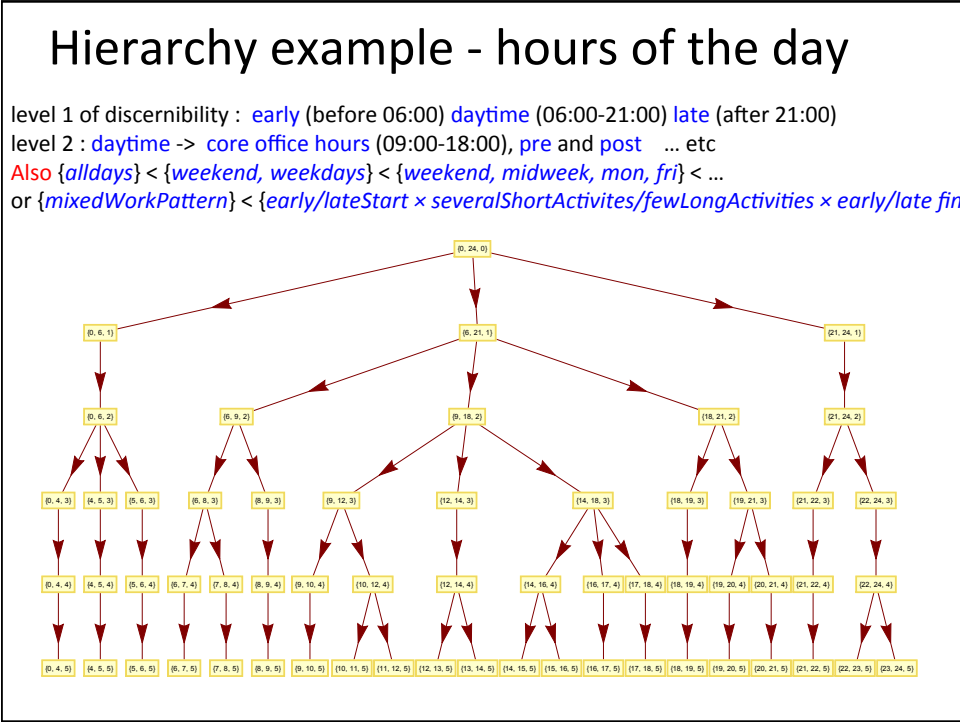 Hierarchy example - hours of the day
level 1 of discernibility : early (before 06:00) daytime (06:00-21:00) late (after 21:00)
level 2 : daytime -> core office hours (09:00-18:00), pre and post … etc
Also {alldays} < {weekend, weekdays} < {weekend, midweek, mon, fri} < …
or {mixedWorkPattern} < {early/lateStart × severalShortActivites/fewLongActivities × early/late fin
{0, 24, 0}
{0, 6, 1} {6, 21, 1} {21, 24, 1}
{0, 6, 2} {6, 9, 2} {9, 18, 2} {18, 21, 2} {21, 24, 2}
{0, 4, 3} {4, 5, 3} {5, 6, 3} {6, 8, 3} {8, 9, 3} {9, 12, 3} {12, 14, 3} {14, 18, 3} {18, 19, 3} {19, 21, 3} {21, 22, 3} {22, 24, 3}
{0, 4, 4} {4, 5, 4} {5, 6, 4} {6, 7, 4} {7, 8, 4} {8, 9, 4} {9, 10, 4} {10, 12, 4} {12, 14, 4} {14, 16, 4} {16, 17, 4} {17, 18, 4} {18, 19, 4} {19, 20, 4} {20, 21, 4} {21, 22, 4} {22, 24, 4}
{0, 4, 5} {4, 5, 5} {5, 6, 5} {6, 7, 5} {7, 8, 5} {8, 9, 5} {9, 10, 5} {10, 11, 5} {11, 12, 5} {12, 13, 5} {13, 14, 5} {14, 15, 5} {15, 16, 5} {16, 17, 5} {17, 18, 5} {18, 19, 5} {19, 20, 5} {20, 21, 5} {21, 22, 5} {22, 23, 5} {23, 24, 5}